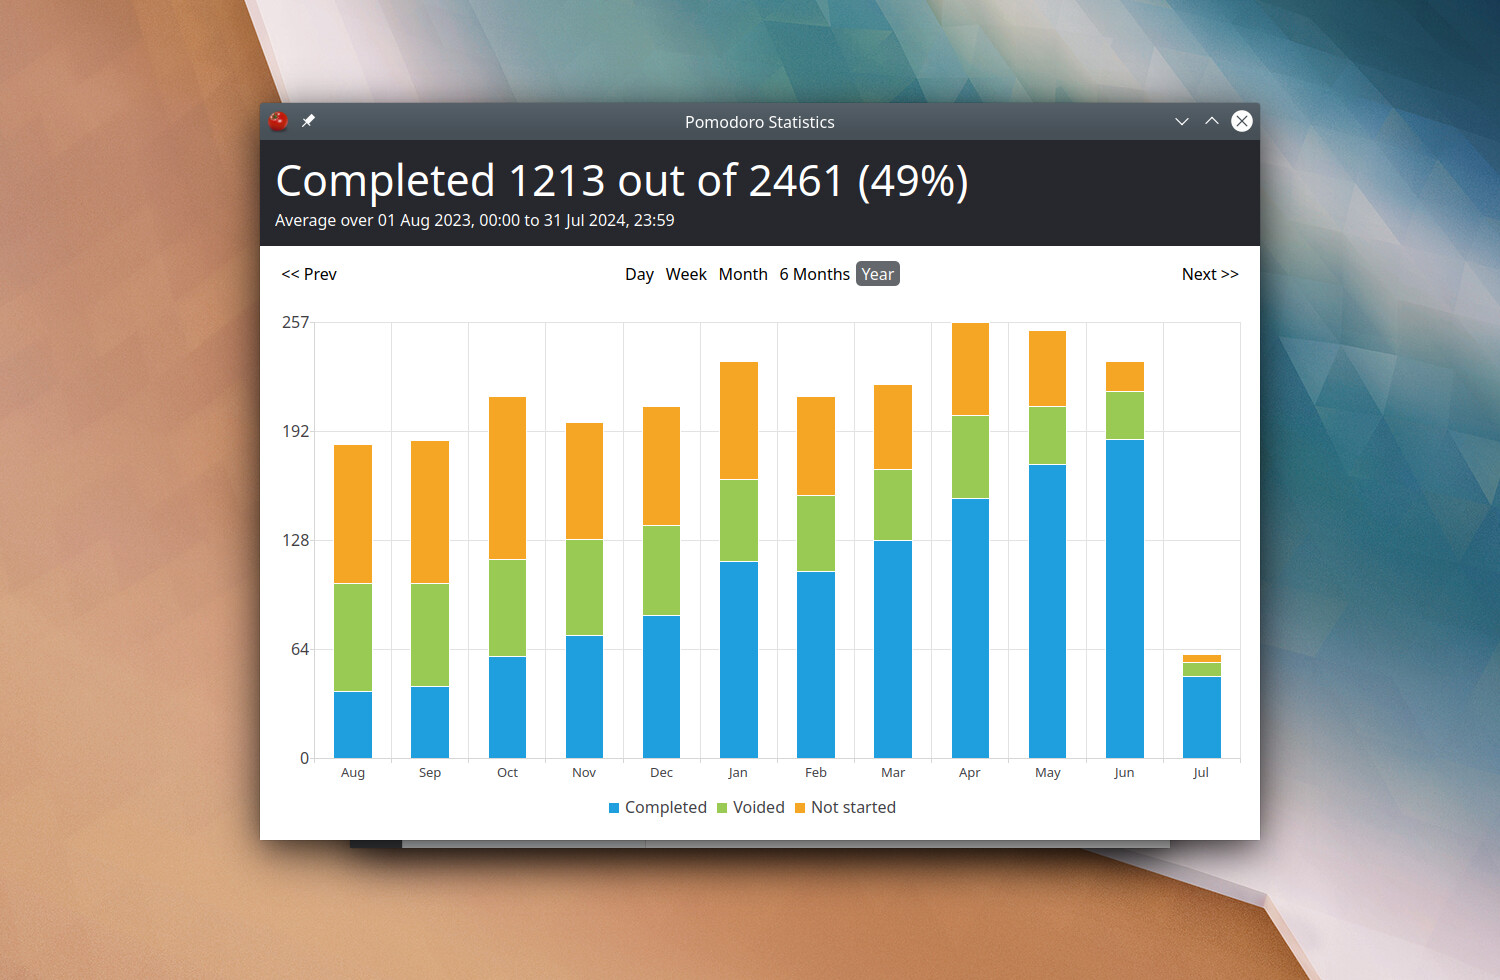 Pomodoro Statistics
Completed 1213 out of 2461 (49%)
Average over 01 Aug 2023, 00:00 to 31 Jul 2024, 23:59
<< Prev Day Week Month 6 Months Year Next >>
257
192
128
64
0
Aug Sep Oct Nov Dec Jan Feb Mar Apr May Jun Jul
Completed Voided Not started